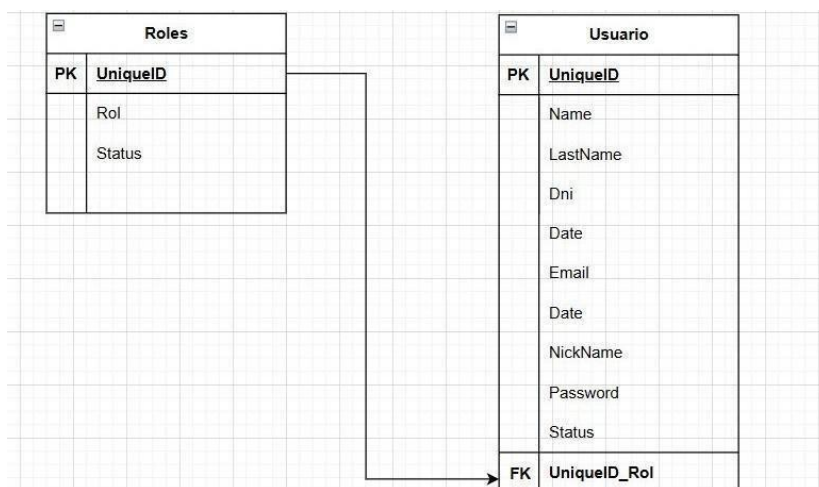 Roles
PK UniqueID
Rol
Status
Usuario
PK UniqueID
Name
LastName
Dni
Date
Email
Date
NickName
Password
Status
FK UniqueID_Rol